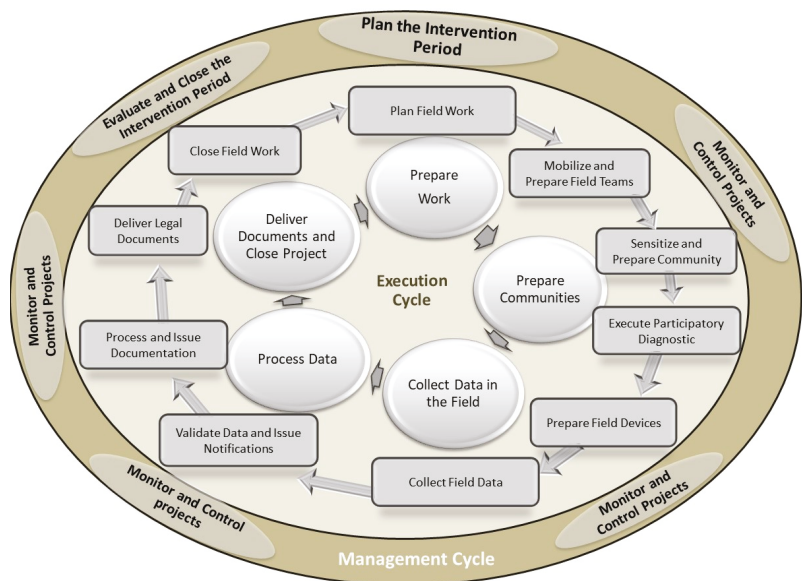 Plan the Intervention
Period
Evaluate and Close the
Intervention Period
Monitor and
Control Projects
Monitor and
Control Projects
Monitor and Control
projects
Monitor and
Control Projects
Management Cycle
Plan Field Work
Mobilize and
Prepare Field Teams
Sensitize and
Prepare Community
Execute Participatory
Diagnostic
Prepare Field Devices
Collect Field Data
Validate Data and Issue
Notifications
Process and Issue
Documentation
Deliver Legal
Documents
Close Field Work
Prepare
Work
Prepare
Communities
Collect Data in
the Field
Process Data
Deliver
Documents and
Close Project
Execution
Cycle